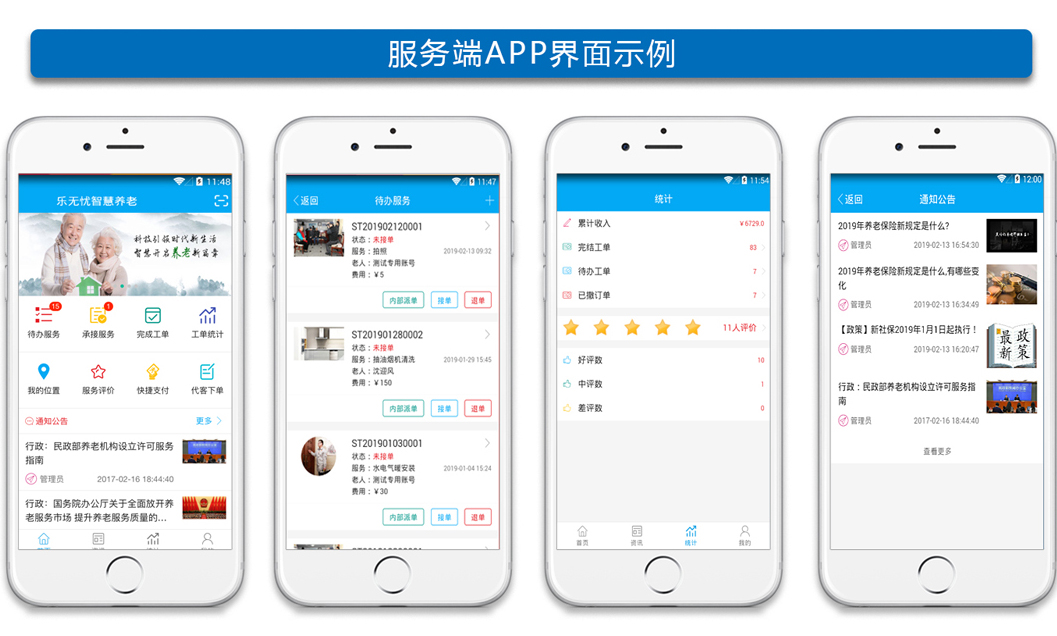 服务端APP界面示例
11:48
乐无忧智慧养老
科技引领时代新生活
智慧开启养老新篇章
15
1
待办服务
承接服务
完成工单
工单统计
我的位置
服务评价
快捷支付
代客下单
通知公告
更多
行政：民政部养老机构设立许可服务
指南
管理员
2017-02-16 18:44:40
行政：国务院办公厅关于全面放开养
老服务市场 提升养老服务质量的...
11:47
返回
待办服务
ST201902120001
状态：未接单
服务：拍照
2019-02-13 09:32
老人：测试专用账号
费用：￥5
内部派单
接单
退单
ST201901280002
状态：未接单
服务：抽油烟机清洗
2019-01-29 15:45
老人：沈迎风
费用：￥150
内部派单
接单
退单
ST201901030001
状态：未接单
服务：水电气暖安装
2019-01-04 15:24
老人：测试专用账号
费用：￥30
内部派单
接单
退单
11:54
统计
累计收入
￥6729.0
完结工单
83
待办工单
7
已撤订单
7
11人评价
好评数
10
中评数
1
差评数
0
首页
资讯
统计
我的
12:00
返回
通知公告
2019年养老保险新规定是什么?
管理员
2019-02-13 16:54:30
2019年养老保险新规定是什么,有哪些变
化
管理员
2019-02-13 16:34:49
【政策】新社保2019年1月1日起执行！
管理员
2019-02-13 16:20:47
最新
政策
行政：民政部养老机构设立许可服务指
南
管理员
2017-02-16 18:44:40
查看更多